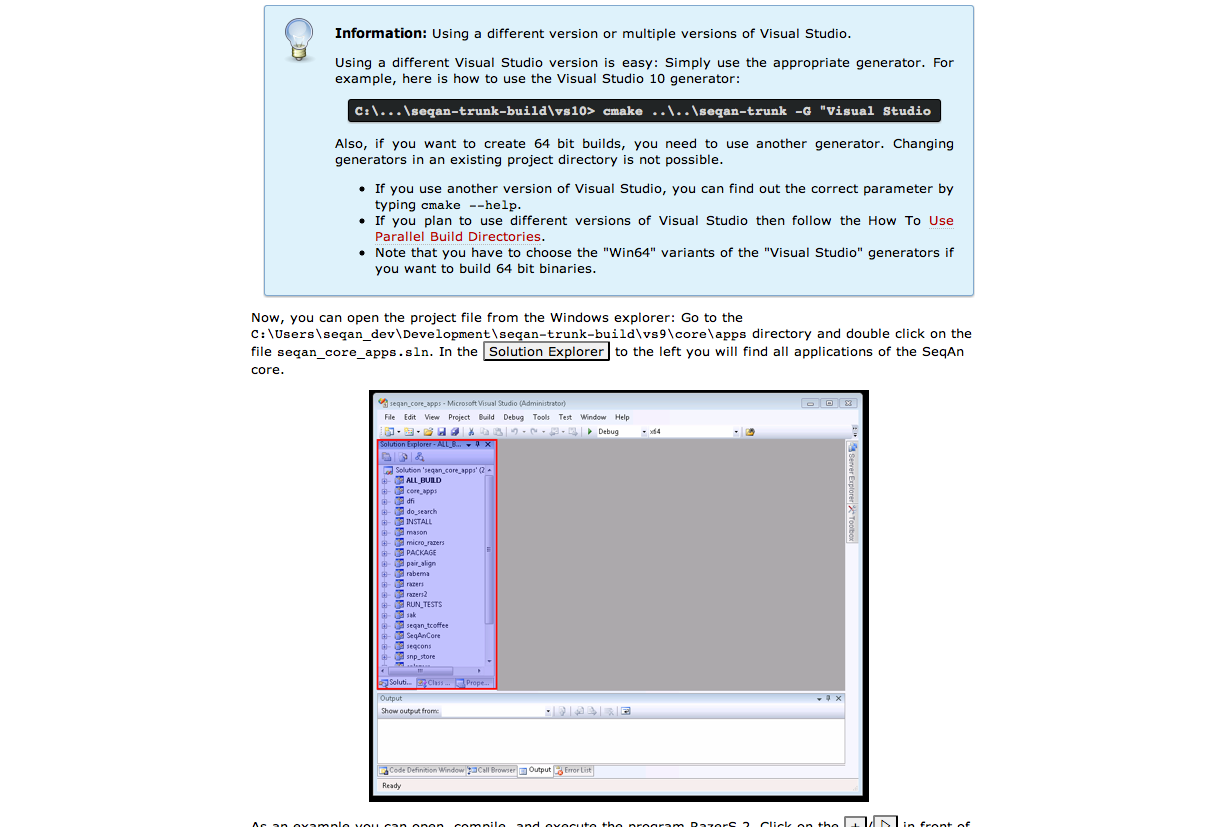 Information: Using a different version or multiple versions of Visual Studio.
Using a different Visual Studio version is easy: Simply use the appropriate generator. For
example, here is how to use the Visual Studio 10 generator:
C:\...\seqan-trunk-build\vs10> cmake ..\..\seqan-trunk -G "Visual Studio
Also, if you want to create 64 bit builds, you need to use another generator. Changing
generators in an existing project directory is not possible.
• If you use another version of Visual Studio, you can find out the correct parameter by
typing cmake --help.
• If you plan to use different versions of Visual Studio then follow the How To Use
Parallel Build Directories.
• Note that you have to choose the "Win64" variants of the "Visual Studio" generators if
you want to build 64 bit binaries.
Now, you can open the project file from the Windows explorer: Go to the
C:\Users\seqan_dev\Development\seqan-trunk-build\vs9\core\apps directory and double click on the
file seqan_core_apps.sln. In the Solution Explorer to the left you will find all applications of the SeqAn
core.
seqan_core_apps - Microsoft Visual Studio (Administrator)
File Edit View Project Build Debug Tools Test Window Help
Debug x64
Solution Explorer - ALL_B...
Solution 'seqan_core_apps' (2
ALL_BUILD
core_apps
dfi
do_search
INSTALL
mason
micro_razers
PACKAGE
pair_align
rabema
razers
razers2
RUN_TESTS
sak
seqan_tcoffee
SeqAnCore
seqcons
snp_store
Soluti... Class ... Prope...
Server Explorer
Toolbox
Output
Show output from:
Code Definition Window Call Browser Output Error List
Ready
As an example you can open, compile, and execute the program RazerS 2. Click on the + / in front of